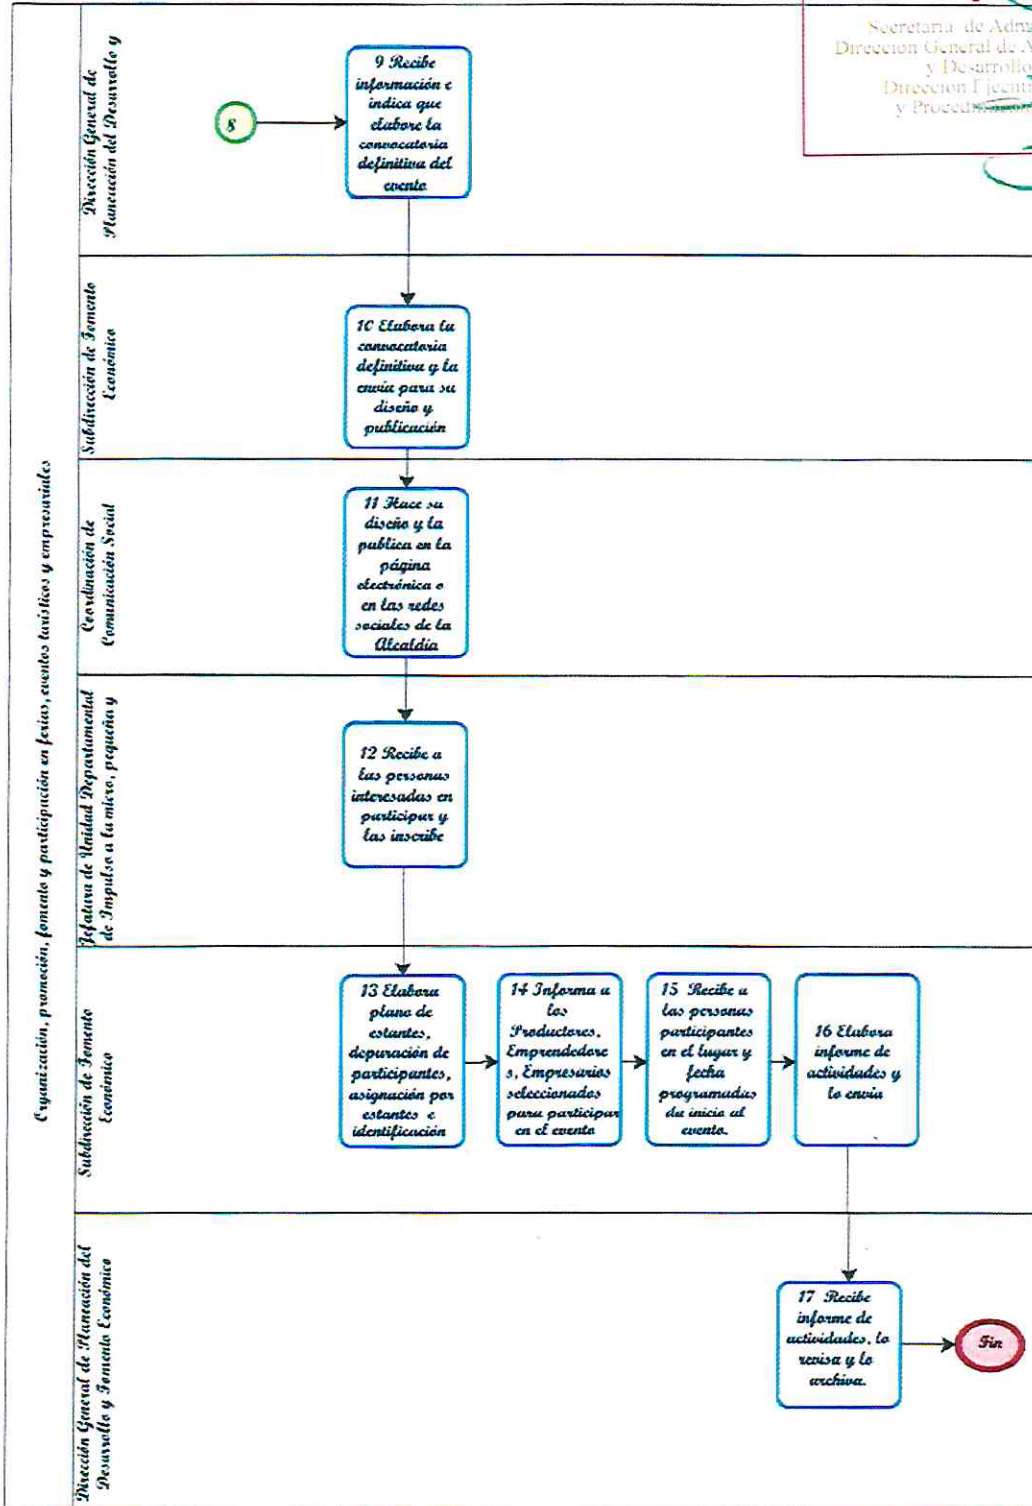 Organización, promoción, fomento y participación en ferias, eventos turísticos y empresariales
Dirección General de
Planeación del Desarrollo y
8
9 Recibe
información e
indica que
elabore la
convocatoria
definitiva del
evento
Secretaría de
Dirección General de
y Desarrollo
Dirección
y
Subdirección de Fomento
Económico
10 Elabora la
convocatoria
definitiva y la
envía para su
diseño y
publicación
Coordinación de
Comunicación Social
11 Hace su
diseño y la
publica en la
página
electrónica o
en las redes
sociales de la
Alcaldía
Jefatura de Unidad Departamental
de Impulso a la micro, pequeña y
12 Recibe a
las personas
interesadas en
participar y
las inscribe
Subdirección de Fomento
Económico
13 Elabora
plano de
estantes,
depuración de
participantes,
asignación por
estantes e
identificación
14 Informa a
los
Productores,
Emprendedore
s, Empresarios
seleccionados
para participar
en el evento
15 Recibe a
las personas
participantes
en el lugar y
fecha
programadas
da inicio al
evento.
16 Elabora
informe de
actividades y
lo envía
Dirección General de Planeación del
Desarrollo y Fomento Económico
17 Recibe
informe de
actividades, lo
revisa y lo
archiva.
Fin